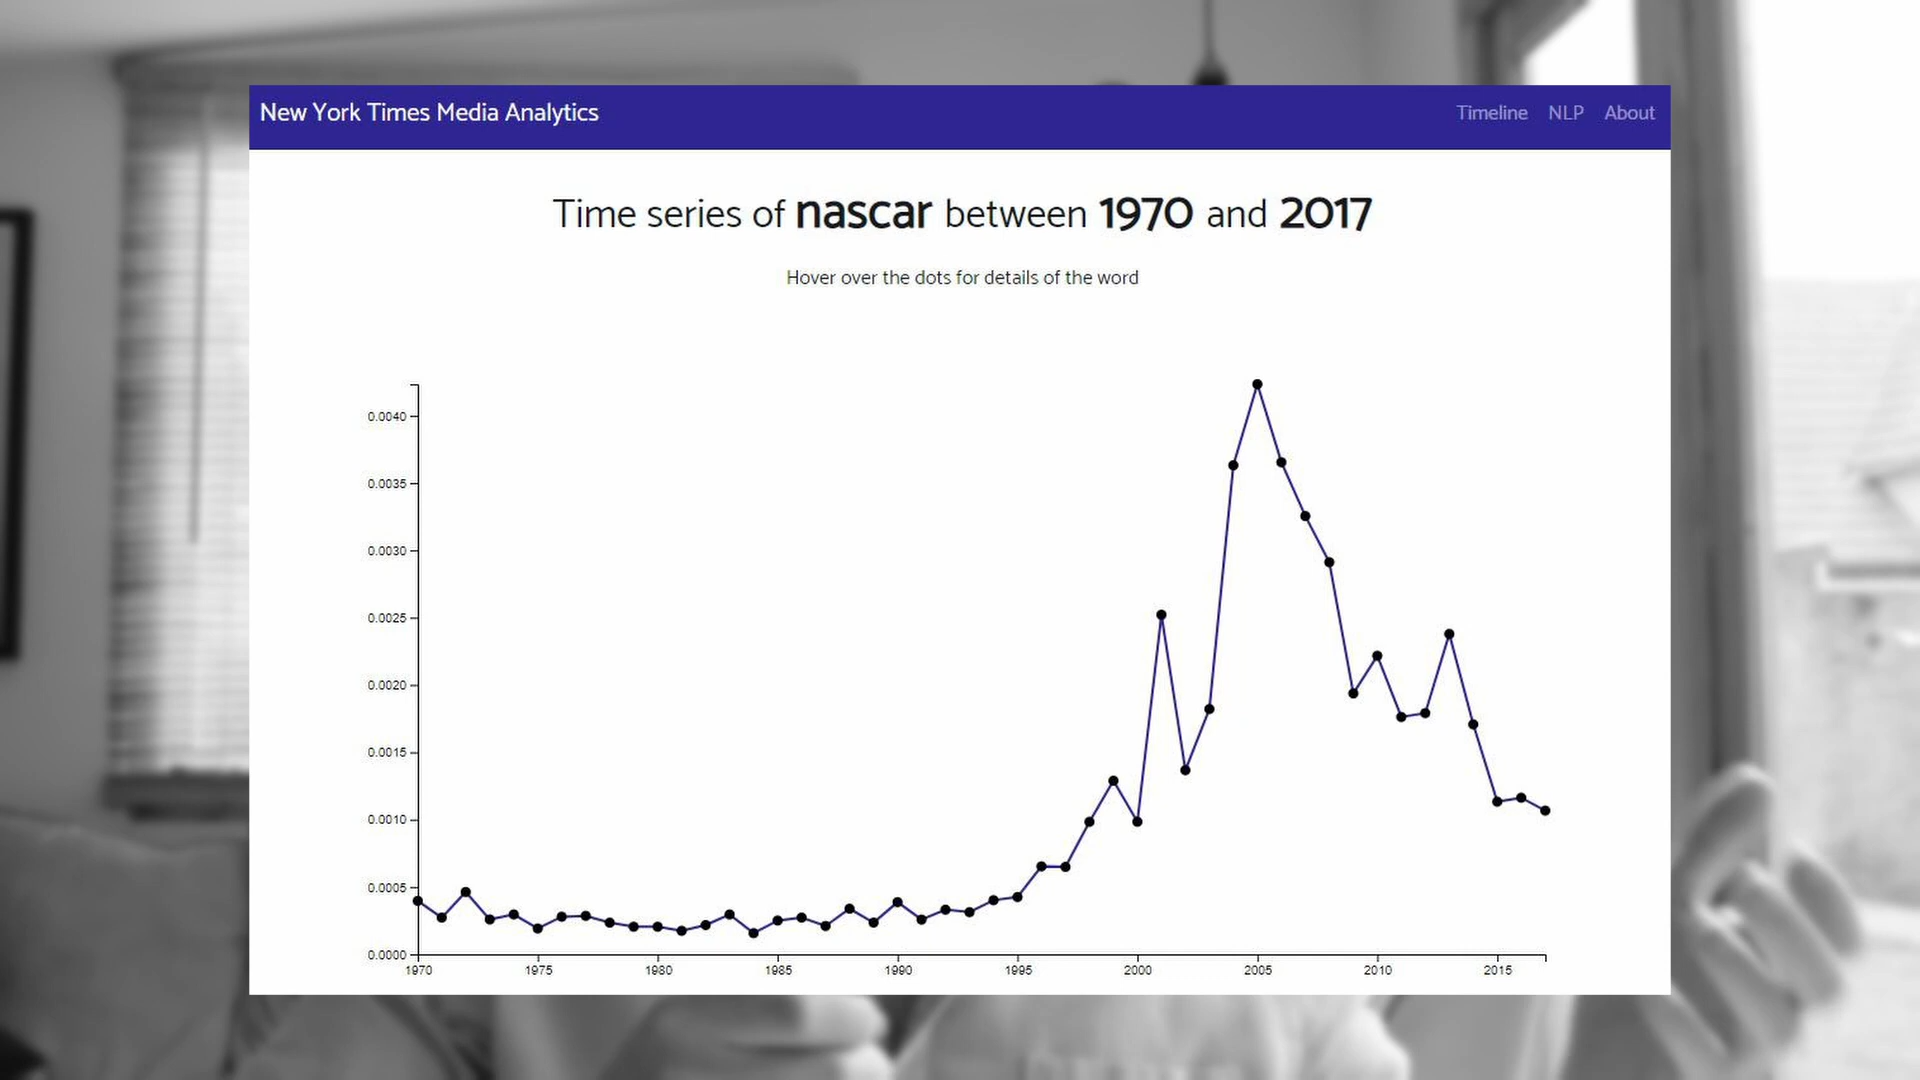 New York Times Media Analytics
Timeline NLP About
Time series of nascar between 1970 and 2017
Hover over the dots for details of the word
0.0040
0.0035
0.0030
0.0025
0.0020
0.0015
0.0010
0.0005
0.0000
1970 1975 1980 1985 1990 1995 2000 2005 2010 2015